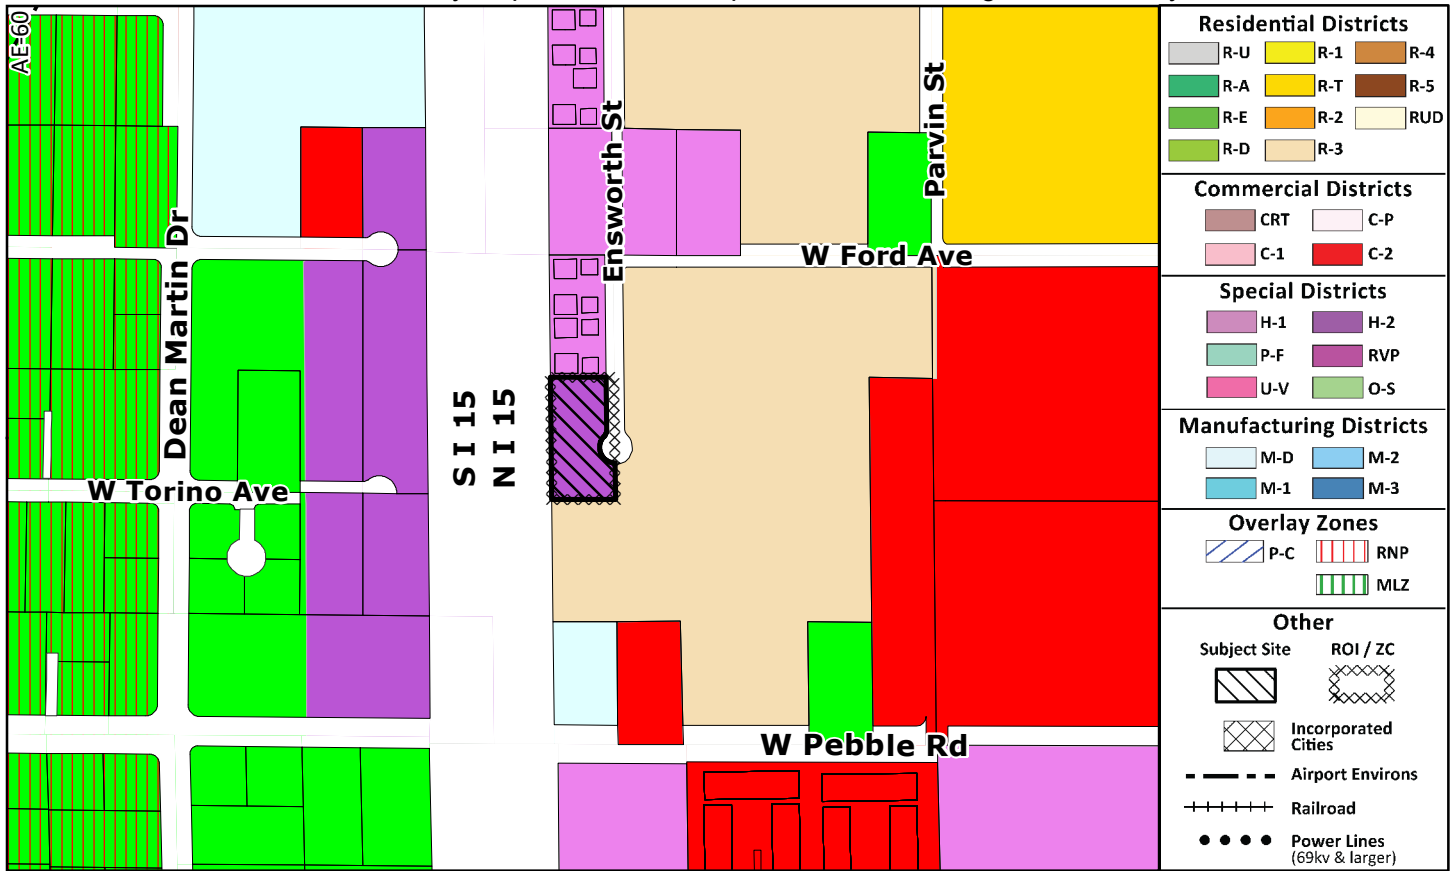 AE-60
Ensworth St
Parvin St
Dean Martin Dr
W Ford Ave
S I 15
N I 15
W Torino Ave
W Pebble Rd
Residential Districts
R-U R-1 R-4
R-A R-T R-5
R-E R-2 RUD
R-D R-3
Commercial Districts
CRT C-P
C-1 C-2
Special Districts
H-1 H-2
P-F RVP
U-V O-S
Manufacturing Districts
M-D M-2
M-1 M-3
Overlay Zones
P-C RNP
MLZ
Other
Subject Site ROI / ZC
Incorporated
Cities
Airport Environs
Railroad
Power Lines
(69kv & larger)